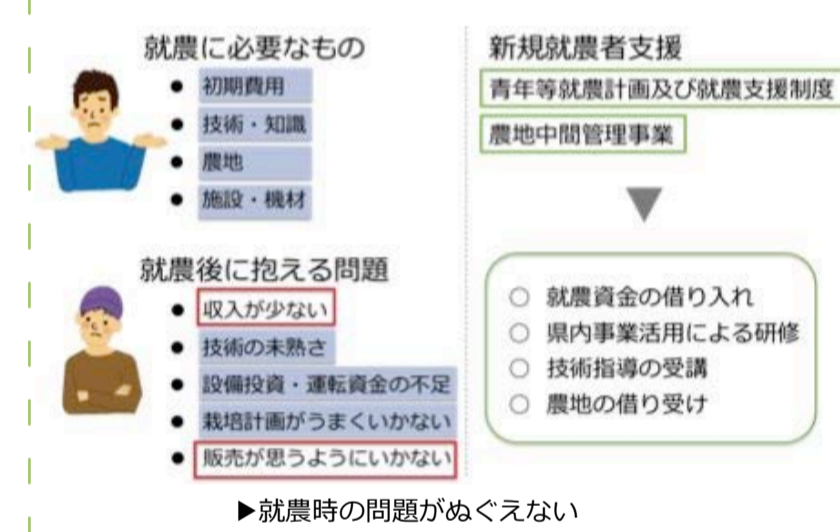 就農に必要なもの
● 初期費用
● 技術・知識
● 農地
● 施設・機材
就農後に抱える問題
● 収入が少ない
● 技術の未熟さ
● 設備投資・運転資金の不足
● 栽培計画がうまくいかない
● 販売が思うようにいかない
新規就農者支援
青年等就農計画及び就農支援制度
農地中間管理事業
▼
○ 就農資金の借り入れ
○ 県内事業活用による研修
○ 技術指導の受講
○ 農地の借り受け
▶就農時の問題がぬぐえない